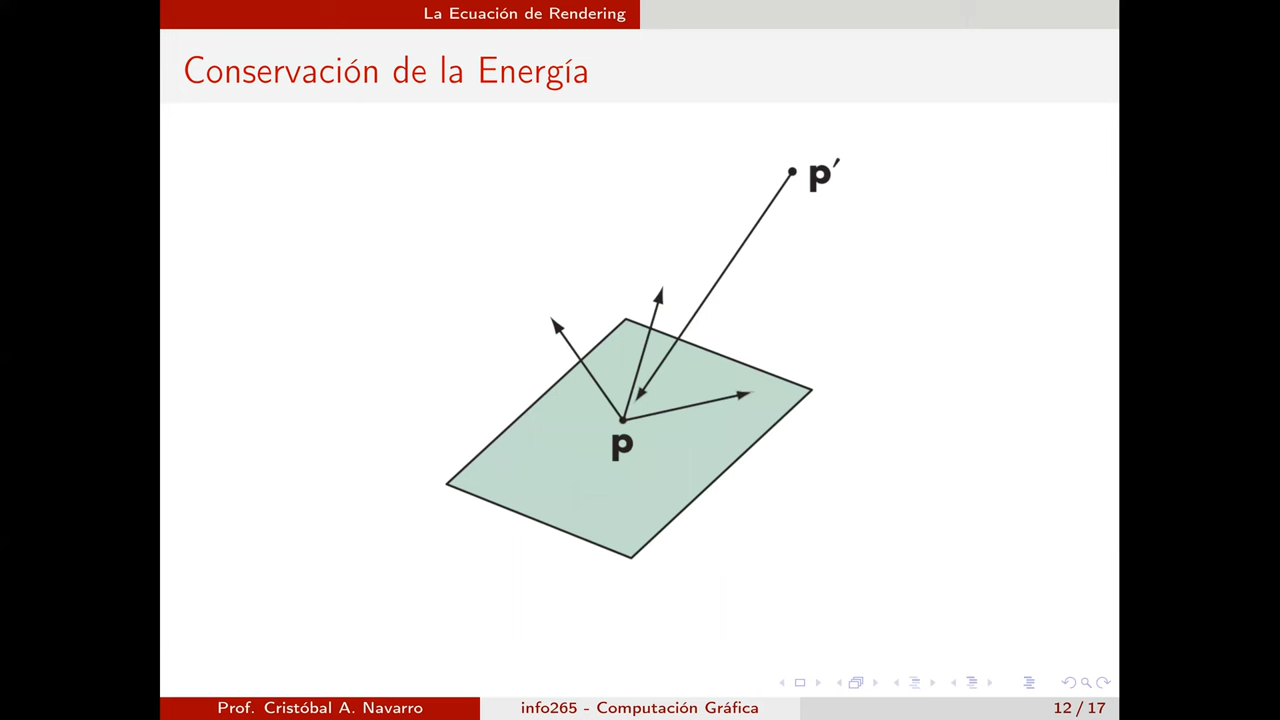 La Ecuación de Rendering
Conservación de la Energía
p′
p
Prof. Cristóbal A. Navarro
info265 - Computación Gráfica
12 / 17